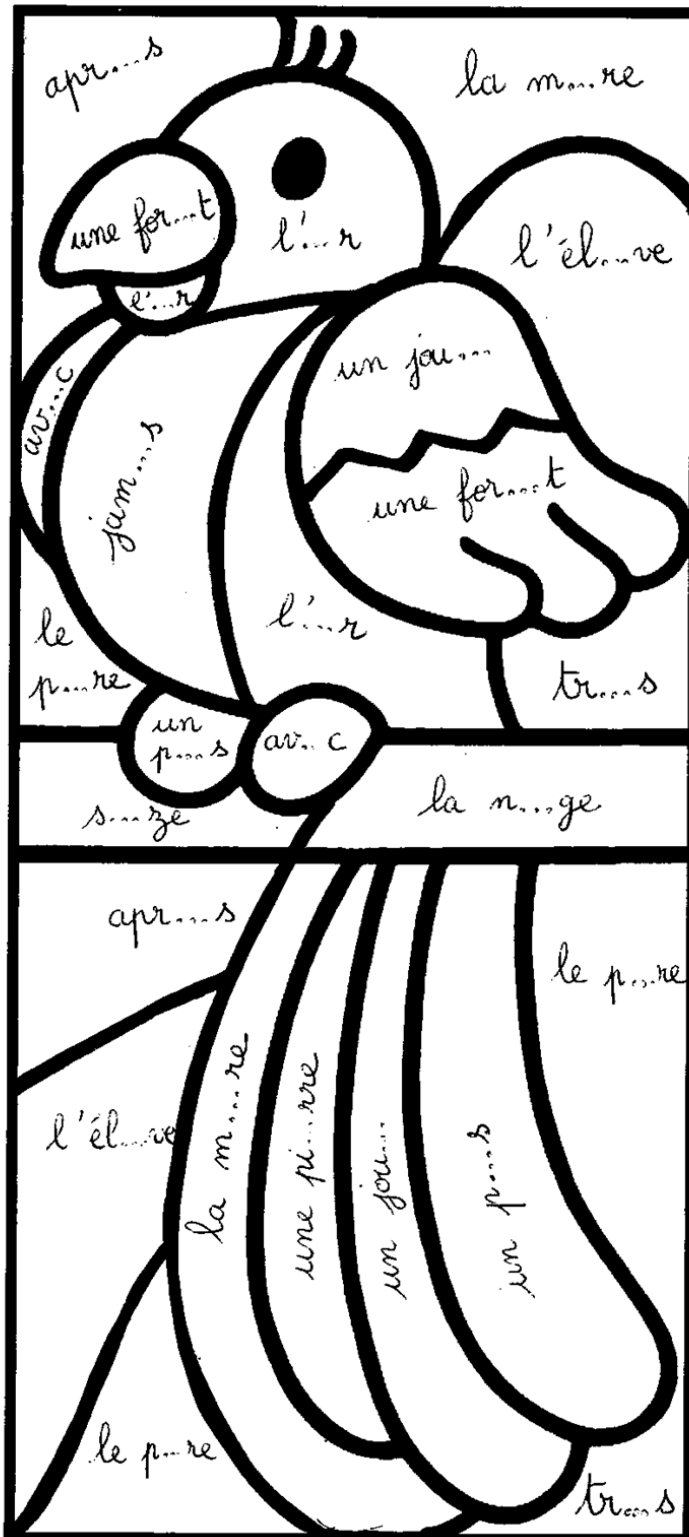 apr...s
la m...re
une for...t
l'...r
l'él...ve
l'...r
un jou...
av...c
jam...s
une for...t
l'...r
le
p...re
tr...s
un
p...s
av...c
s...ze
la n...ge
apr...s
le p...re
l'él...ve
la m...re
une pi...rre
un jou...
un p...s
le p...re
tr...s